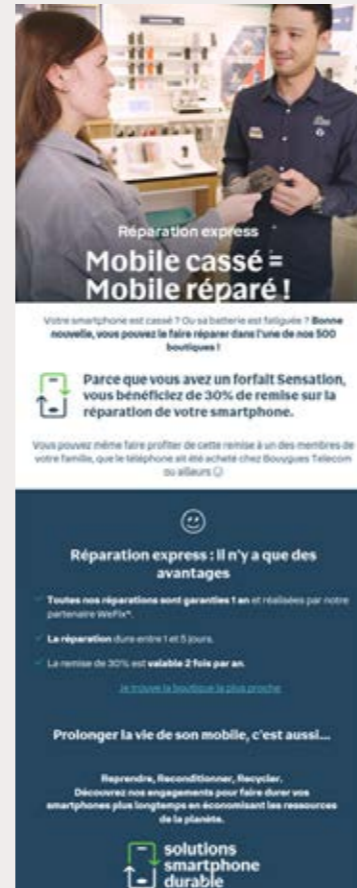 Réparation express
Mobile cassé =
Mobile réparé !
Votre smartphone est cassé ? Ou sa batterie est fatiguée ? Bonne
nouvelle, vous pouvez le faire réparer dans l'une de nos 500
boutiques !
Parce que vous avez un forfait Sensation,
vous bénéficiez de 30% de remise sur la
réparation de votre smartphone.
Vous pouvez même faire profiter de cette remise à un des membres de
votre famille, que le téléphone ait été acheté chez Bouygues Telecom
ou ailleurs
Réparation express : il n'y a que des
avantages
Toutes nos réparations sont garanties 1 an et réalisées par notre
partenaire WeFix*.
La réparation dure entre 1 et 5 jours.
La remise de 30% est valable 2 fois par an.
Je trouve la boutique la plus proche
Prolonger la vie de son mobile, c'est aussi...
Reprendre, Reconditionner, Recycler.
Découvrez nos engagements pour faire durer vos
smartphones plus longtemps en économisant les ressources
de la planète.
solutions
smartphone
durable